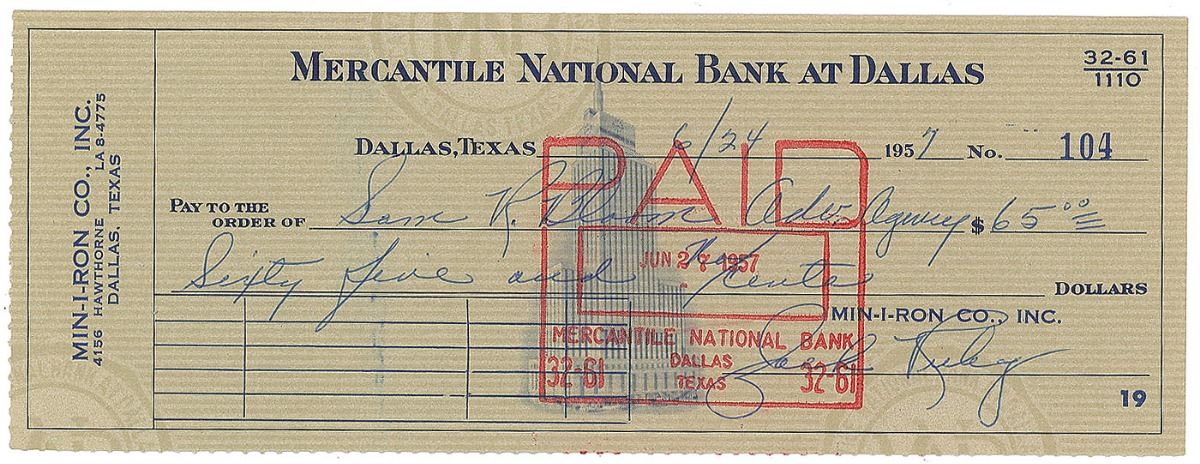 MERCANTILE NATIONAL BANK AT DALLAS
32-61
1110
DALLAS, TEXAS 6/24 1957 No. 104
PAY TO THE
ORDER OF Sam R. Bloom Adv. Agency $ 65 00
Sixty five and no cents DOLLARS
MIN-I-RON CO., INC.
Jack Ruby
19
MIN-I-RON CO., INC.
4156 HAWTHORNE LA 8-4775
DALLAS, TEXAS
PAID
JUN 27 1957
MERCANTILE NATIONAL BANK
32-61 DALLAS 32-61
TEXAS